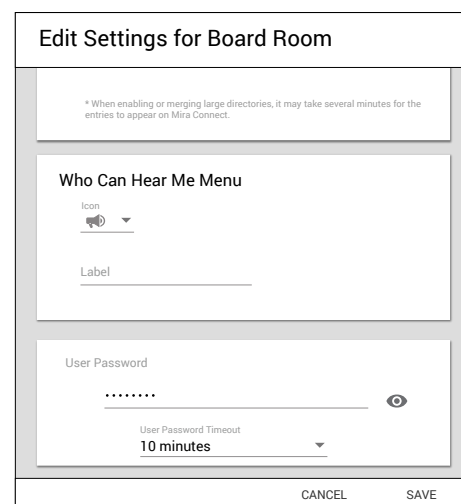 Edit Settings for Board Room
* When enabling or merging large directories, it may take several minutes for the
entries to appear on Mira Connect.
Who Can Hear Me Menu
Icon
Label
User Password
••••••••
User Password Timeout
10 minutes
CANCEL SAVE